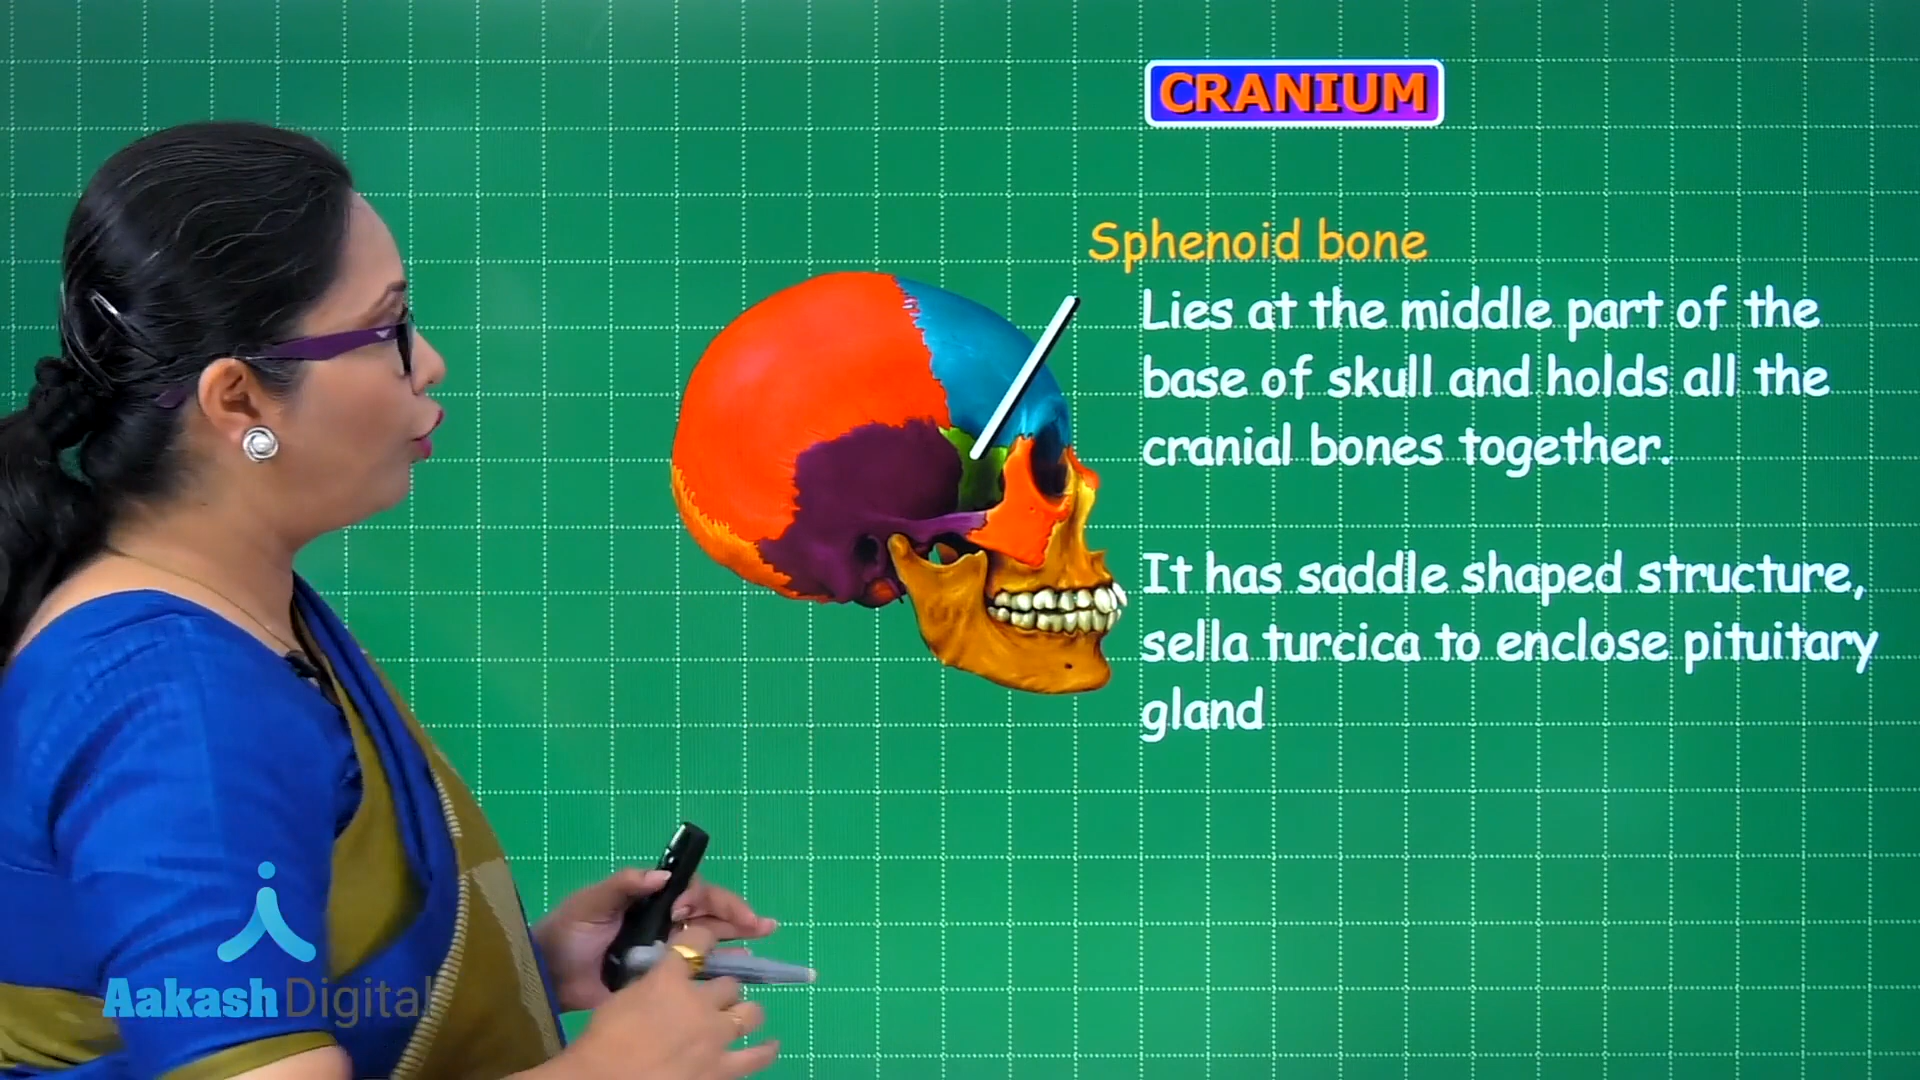 CRANIUM
Sphenoid bone
Lies at the middle part of the
base of skull and holds all the
cranial bones together.
It has saddle shaped structure,
sella turcica to enclose pituitary
gland
Aakash Digital